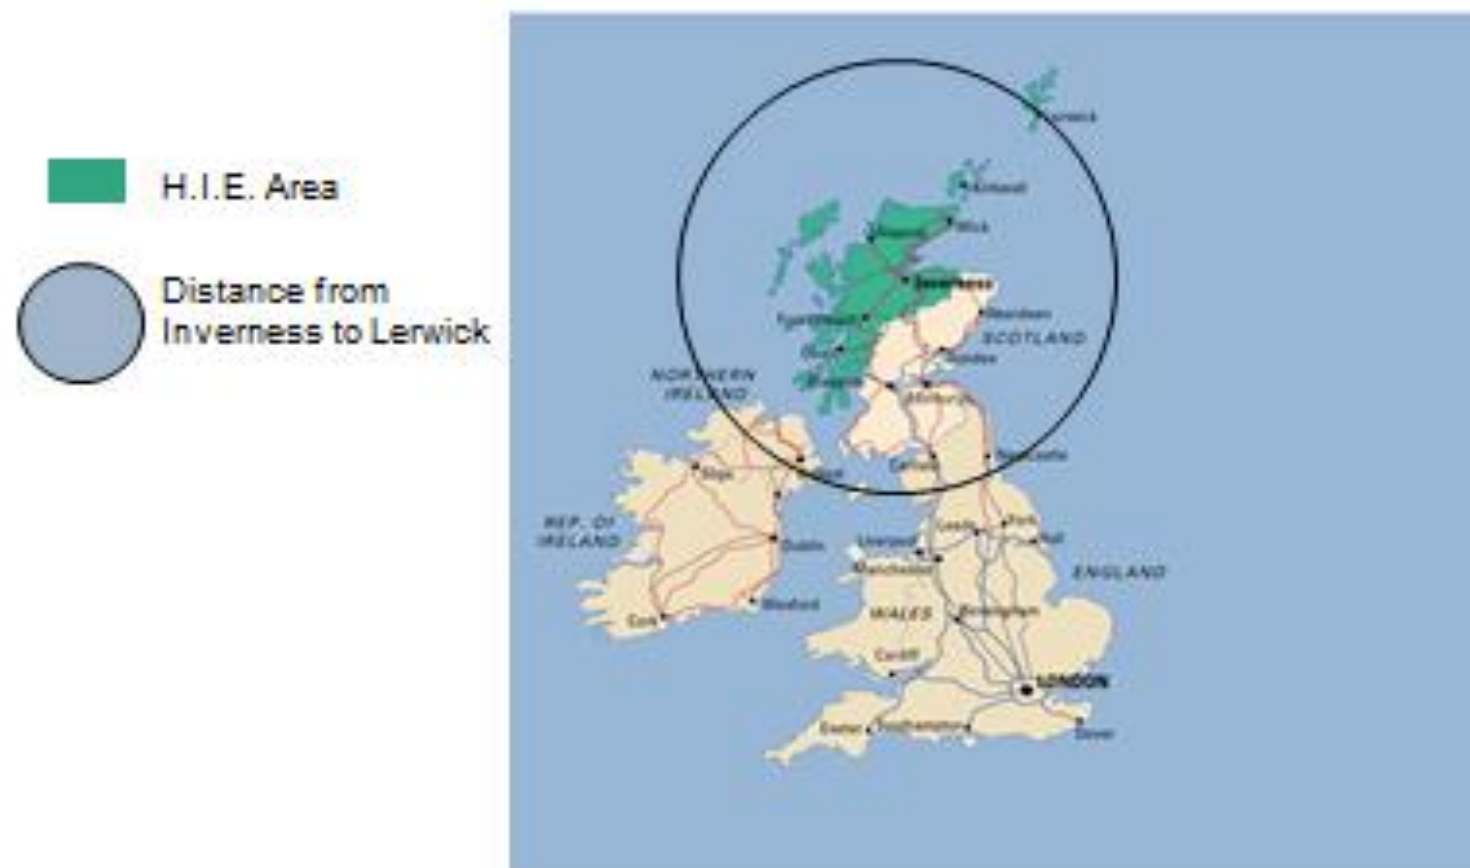 H.I.E. Area
Distance from
Inverness to Lerwick
Lerwick
Kirkwall
Wick
Inverness
Aberdeen
SCOTLAND
Dundee
NORTHERN
IRELAND
Edinburgh
Carlisle
Newcastle
Sligo
REP. OF
IRELAND
Leeds
York
Hull
Dublin
Liverpool
Manchester
ENGLAND
Wexford
WALES
Birmingham
Cork
Cardiff
LONDON
Exeter
Southampton
Dover